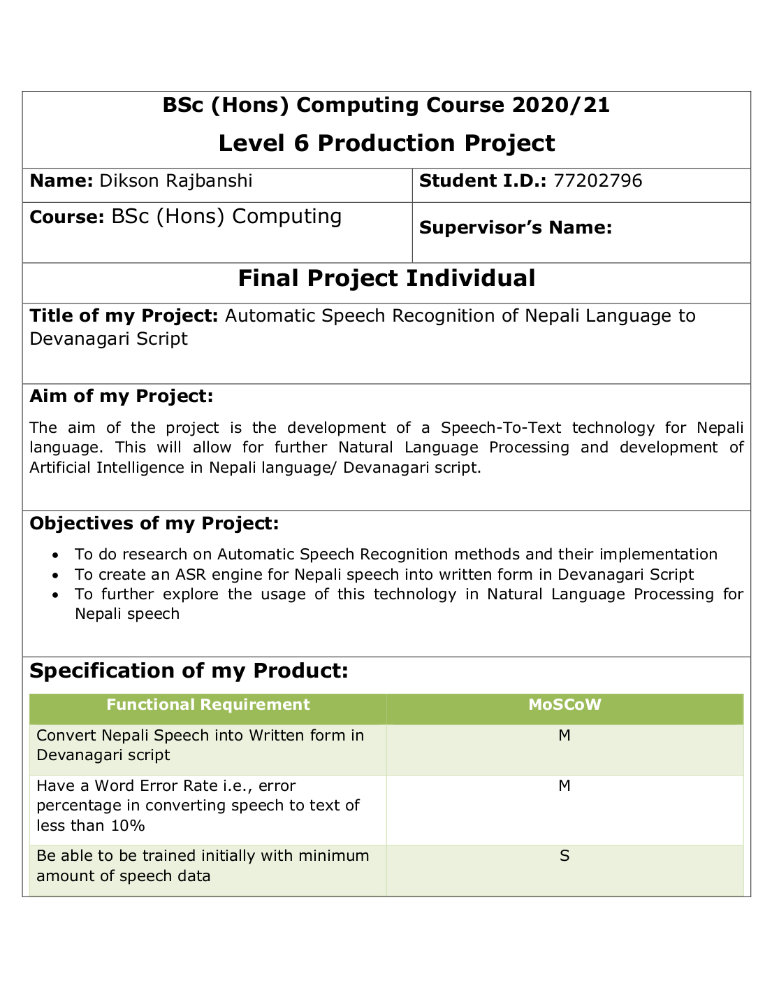 BSc (Hons) Computing Course 2020/21
Level 6 Production Project
Name: Dikson Rajbanshi
Student I.D.: 77202796
Course: BSc (Hons) Computing
Supervisor’s Name:
Final Project Individual
Title of my Project: Automatic Speech Recognition of Nepali Language to
Devanagari Script
Aim of my Project:
The aim of the project is the development of a Speech-To-Text technology for Nepali
language. This will allow for further Natural Language Processing and development of
Artificial Intelligence in Nepali language/ Devanagari script.
Objectives of my Project:
• To do research on Automatic Speech Recognition methods and their implementation
• To create an ASR engine for Nepali speech into written form in Devanagari Script
• To further explore the usage of this technology in Natural Language Processing for
Nepali speech
Specification of my Product:
Functional Requirement
MoSCoW
Convert Nepali Speech into Written form in
Devanagari script
M
Have a Word Error Rate i.e., error
percentage in converting speech to text of
less than 10%
M
Be able to be trained initially with minimum
amount of speech data
S